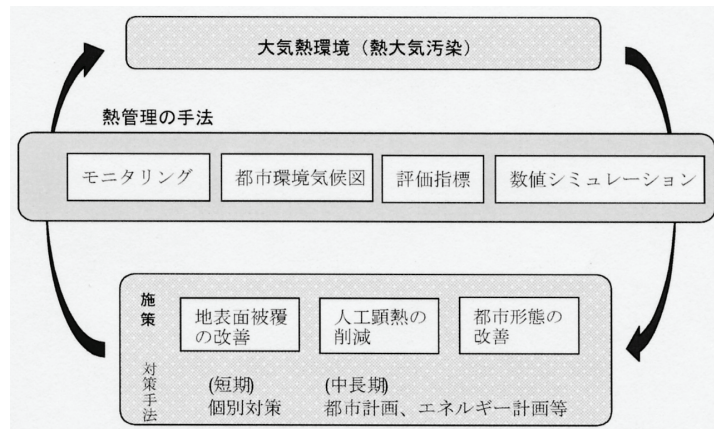 大気熱環境（熱大気汚染）
熱管理の手法
モニタリング
都市環境気候図
評価指標
数値シミュレーション
施策
地表面被覆
の改善
人工顕熱の
削減
都市形態の
改善
対策手法
(短期)
個別対策
(中長期)
都市計画、エネルギー計画等